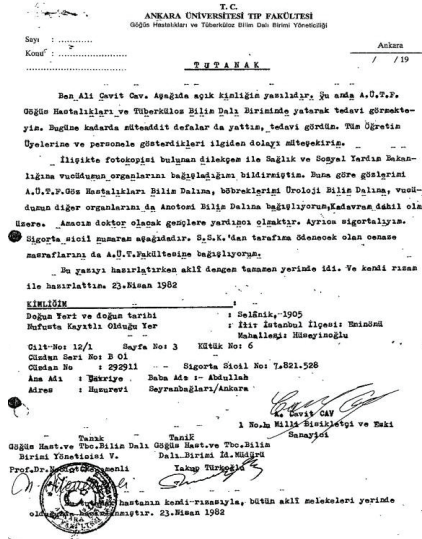 T. C.
ANKARA ÜNİVERSİTESİ TIP FAKÜLTESİ
Göğüs Hastalıkları ve Tüberküloz Bilim Dalı Birimi Yöneticiliği
Sayı :
Konu :
Ankara
/ / 19
T U T A N A K
Ben Ali Çavit Cav. Aşağıda açık kimliğim yazılıdır. Şu anda A.Ü.T.F.
Göğüs Hastalıkları ve Tüberküloz Bilim Dalı Biriminde yatarak tedavi görmekte-
yim. Bugüne kadarda müteaddit defalar da yattım, tedavi gördüm. Tüm Öğretim
Üyelerine ve personele gösterdikleri ilgiden dolayı müteşekirim.
İlişikte fotokopisi bulunan dilekçem ile Sağlık ve Sosyal Yardım Bakan-
lığına vucüdumun organlarını bağışladığımı bildirmiştim. Buna göre gözlerimi
A.Ü.T.F.Göz Hastalıkları Bilim Dalına, böbreklerimi Üroloji Bilim Dalına, vucü-
dumun diğer organlarını da Anotomi Bilim Dalına bağışlıyorum, Kadavram dahil olm
üzere. Amacım doktor olacak gençlere yardımcı olmaktır. Ayrıca sigortalıyım.
Sigorta sicil numaram aşağıdadır. S.S.K.'dan tarafıma ödenecek olan cenaze
masraflarını da A.Ü.T.Fakültesine bağışlıyorum.
Bu yazıyı hazırlatırken aklî dengem tamamen yerinde idi. Ve kendi rızam
ile hazırlattım. 23.Nisan 1982
KİMLİĞİM :
Doğum Yeri ve doğum tarihi : Selânik, 1905
Nufusta Kayıtlı Olduğu Yer : İli: İstanbul İlçesi: Eminönü
Mahallesi: Hüseyinoğlu
Cilt-No: 12/1 Sayfa No: 3 Kütük No: 6
Cüzdan Seri No: B 01
Cüzdan No : 292911 - Sigorta Sicil No: 7.821.528
Ana Adı : Şükriye Baba Adı :- Abdullah
Adres : Huzurevi Seyranbağları/Ankara
A. Cavit CAV
1 No.lu Milli Bisikletçi ve Eski
Sanayici
Tanık Tanık
Göğüs Hast.ve Tbc.Bilim Dalı Göğüs Hast.ve Tbc.Bilim
Birimi Yöneticisi V. Dalı.Birimi İd.Müdürü
Prof.Dr. Yakup Türkoğlu
hastanın kendi-rızasıyla, bütün aklî melekeleri yerinde
23.Nisan 1982